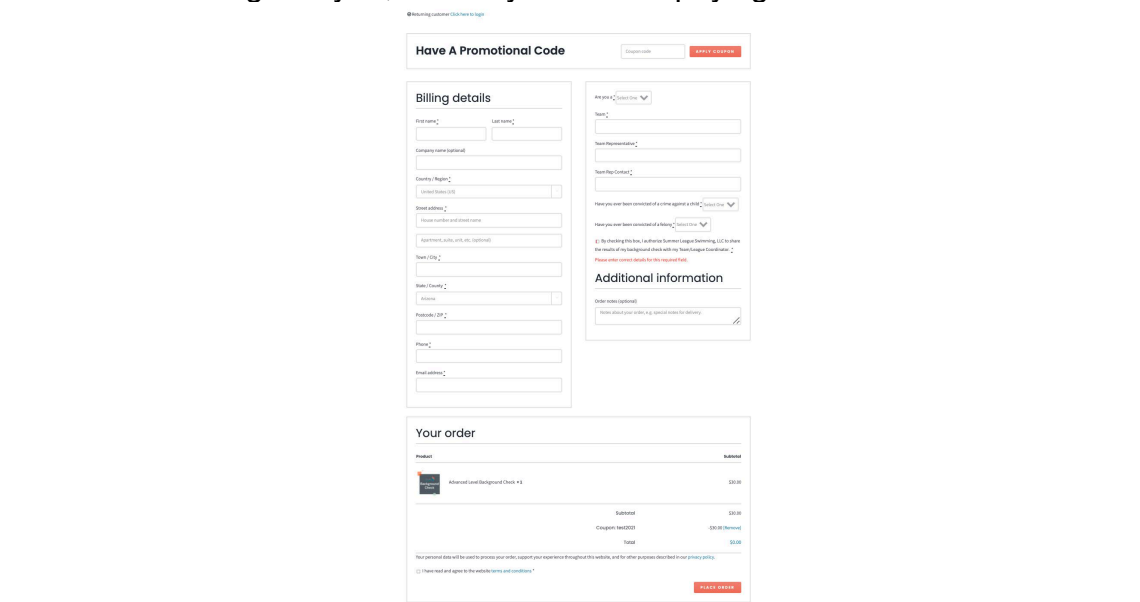 Returning customer Click here to login
Have A Promotional Code
Coupon code
APPLY COUPON
Billing details
First name *
Last name *
Company name (optional)
Country / Region *
United States (US)
Street address *
House number and street name
Apartment, suite, unit, etc. (optional)
Town / City *
State / County *
Arizona
Postcode / ZIP *
Phone *
Email address *
Are you a * Select One
Team *
Team Representative *
Team Rep Contact *
Have you ever been convicted of a crime against a child * Select One
Have you ever been convicted of a felony * Select One
By checking this box, I authorize Summer League Swimming, LLC to share
the results of my background check with my Team/League Coordinator. *
Please enter correct details for this required field.
Additional information
Order notes (optional)
Notes about your order, e.g. special notes for delivery.
Your order
Product Subtotal
Background
Check
Advanced Level Background Check × 1 $30.00
Subtotal $30.00
Coupon: test2021 -$30.00 [Remove]
Total $0.00
Your personal data will be used to process your order, support your experience throughout this website, and for other purposes described in our privacy policy.
I have read and agree to the website terms and conditions *
PLACE ORDER